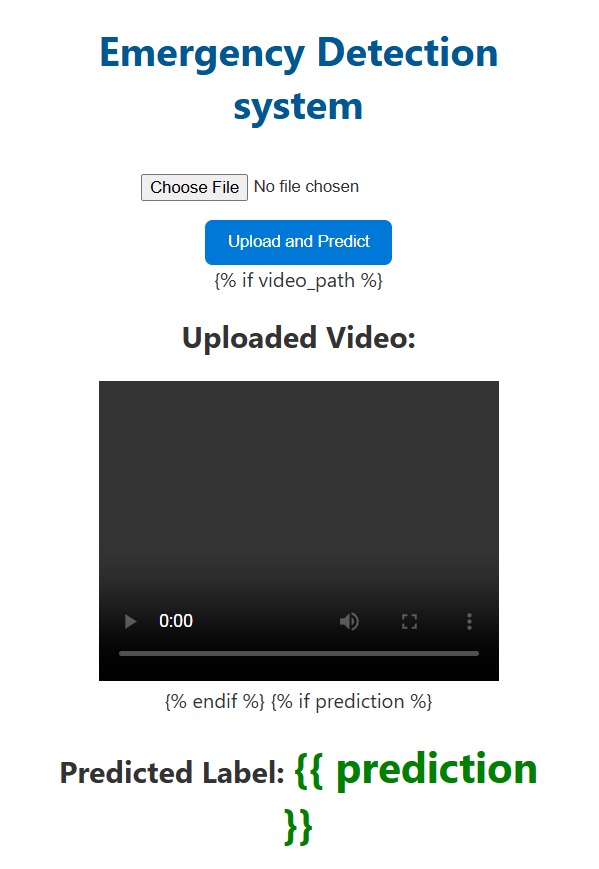 Emergency Detection
system
Choose File No file chosen
Upload and Predict
{% if video_path %}
Uploaded Video:
0:00
{% endif %} {% if prediction %}
Predicted Label: {{ prediction
}}